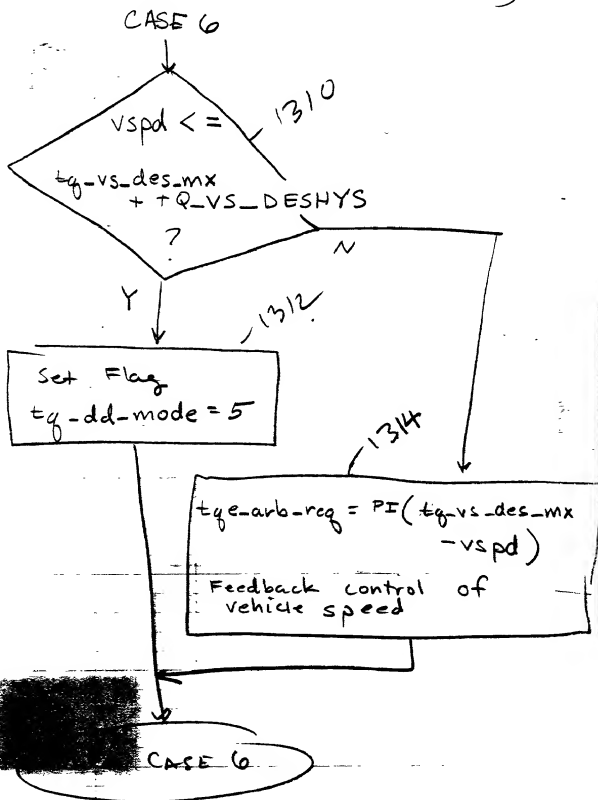 CASE 6
1310
vspd <=
tq_vs_des_mx
+ TQ_VS_DESHYS
?
N
Y
1312
Set Flag
tq_dd_mode = 5
1314
tqe_arb_req = PI(tq_vs_des_mx
-vspd)
Feedback control of
vehicle speed
CASE 6